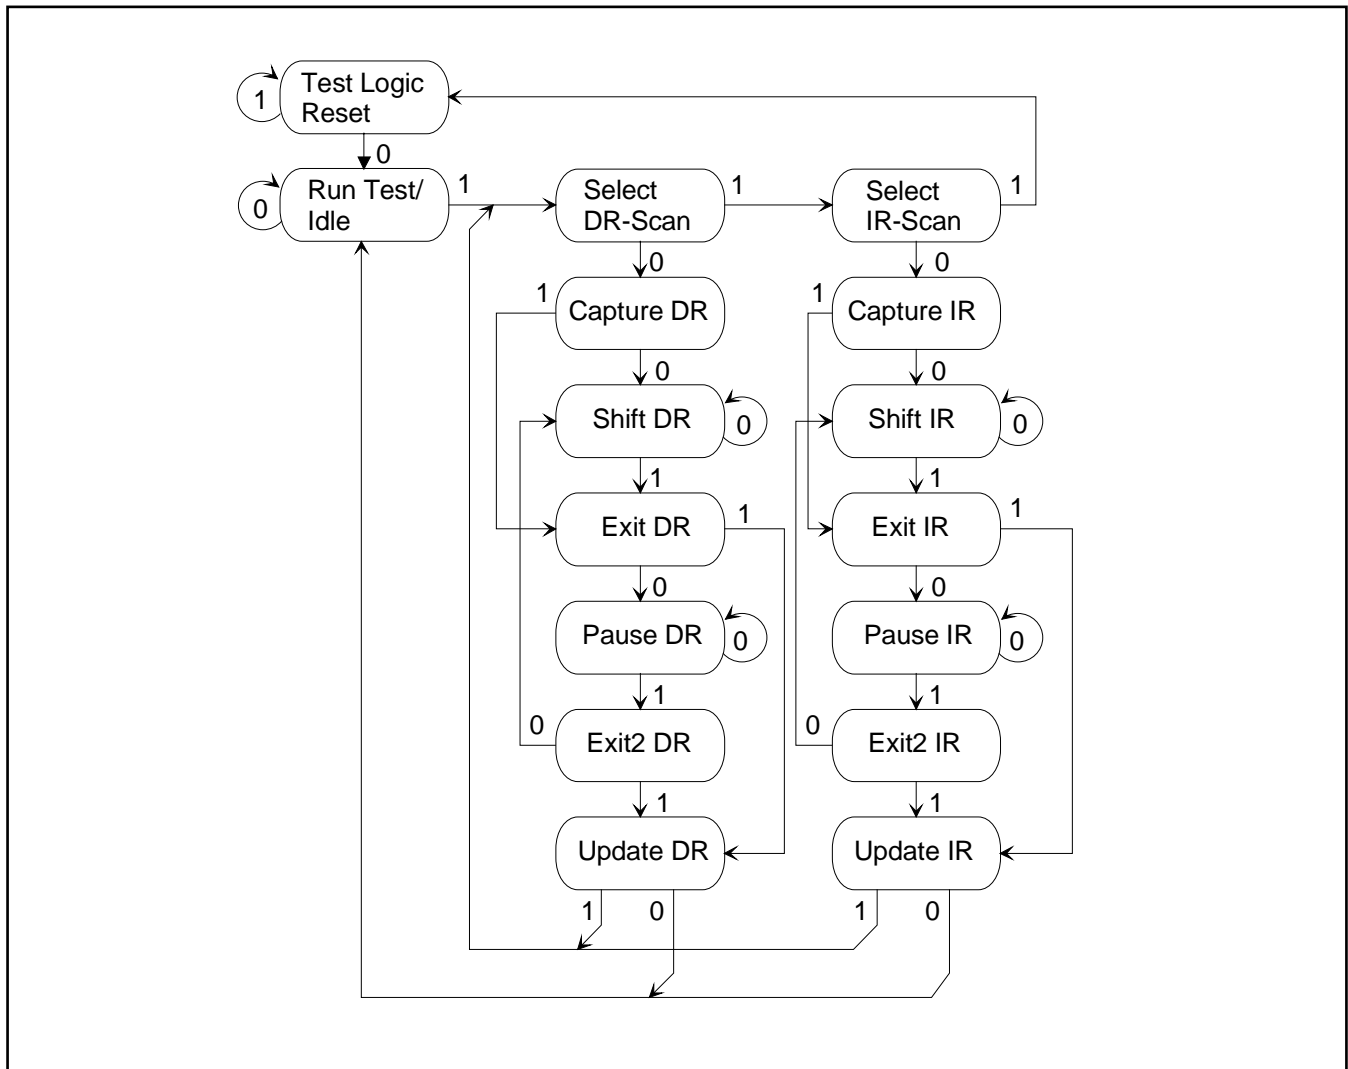 Test Logic
Reset
1
0
Run Test/
Idle
0
1
Select
DR-Scan
1
Select
IR-Scan
1
0
0
1
Capture DR
1
Capture IR
0
0
Shift DR
0
Shift IR
0
1
1
Exit DR
1
Exit IR
1
0
0
Pause DR
0
Pause IR
0
1
1
0
Exit2 DR
0
Exit2 IR
1
1
Update DR
Update IR
1
0
1
0